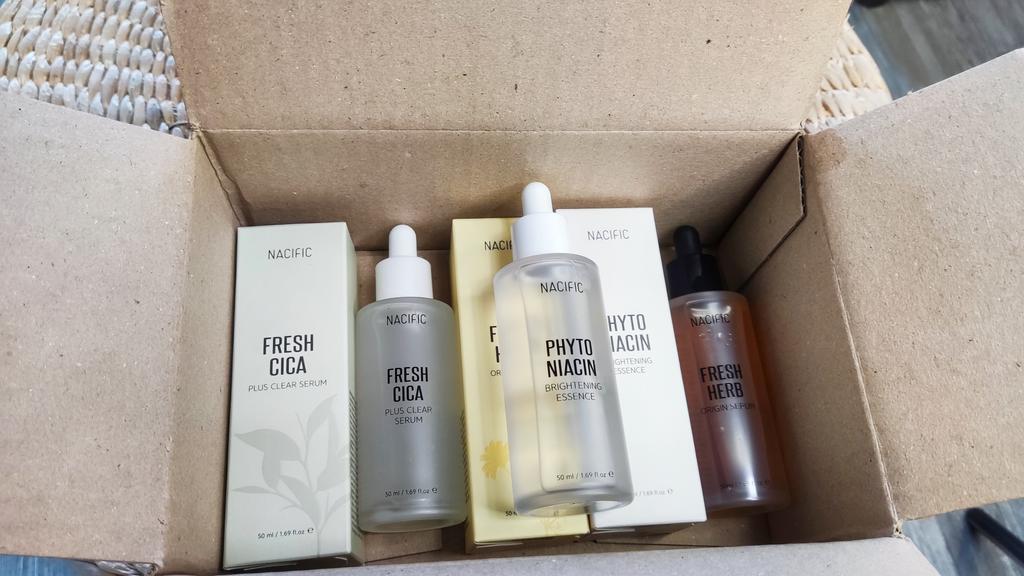 NACIFIC
FRESH
CICA
PLUS CLEAR SERUM
50 ml / 1.69 fl.oz ℮
NACIFIC
FRESH
CICA
PLUS CLEAR
SERUM
50 ml / 1.69 fl.oz ℮
NACIFIC
PHYTO
NIACIN
BRIGHTENING
ESSENCE
50 ml / 1.69 fl.oz ℮
NACIFIC
PHYTO
NIACIN
BRIGHTENING
ESSENCE
NACIFIC
FRESH
HERB
ORIGIN SERUM